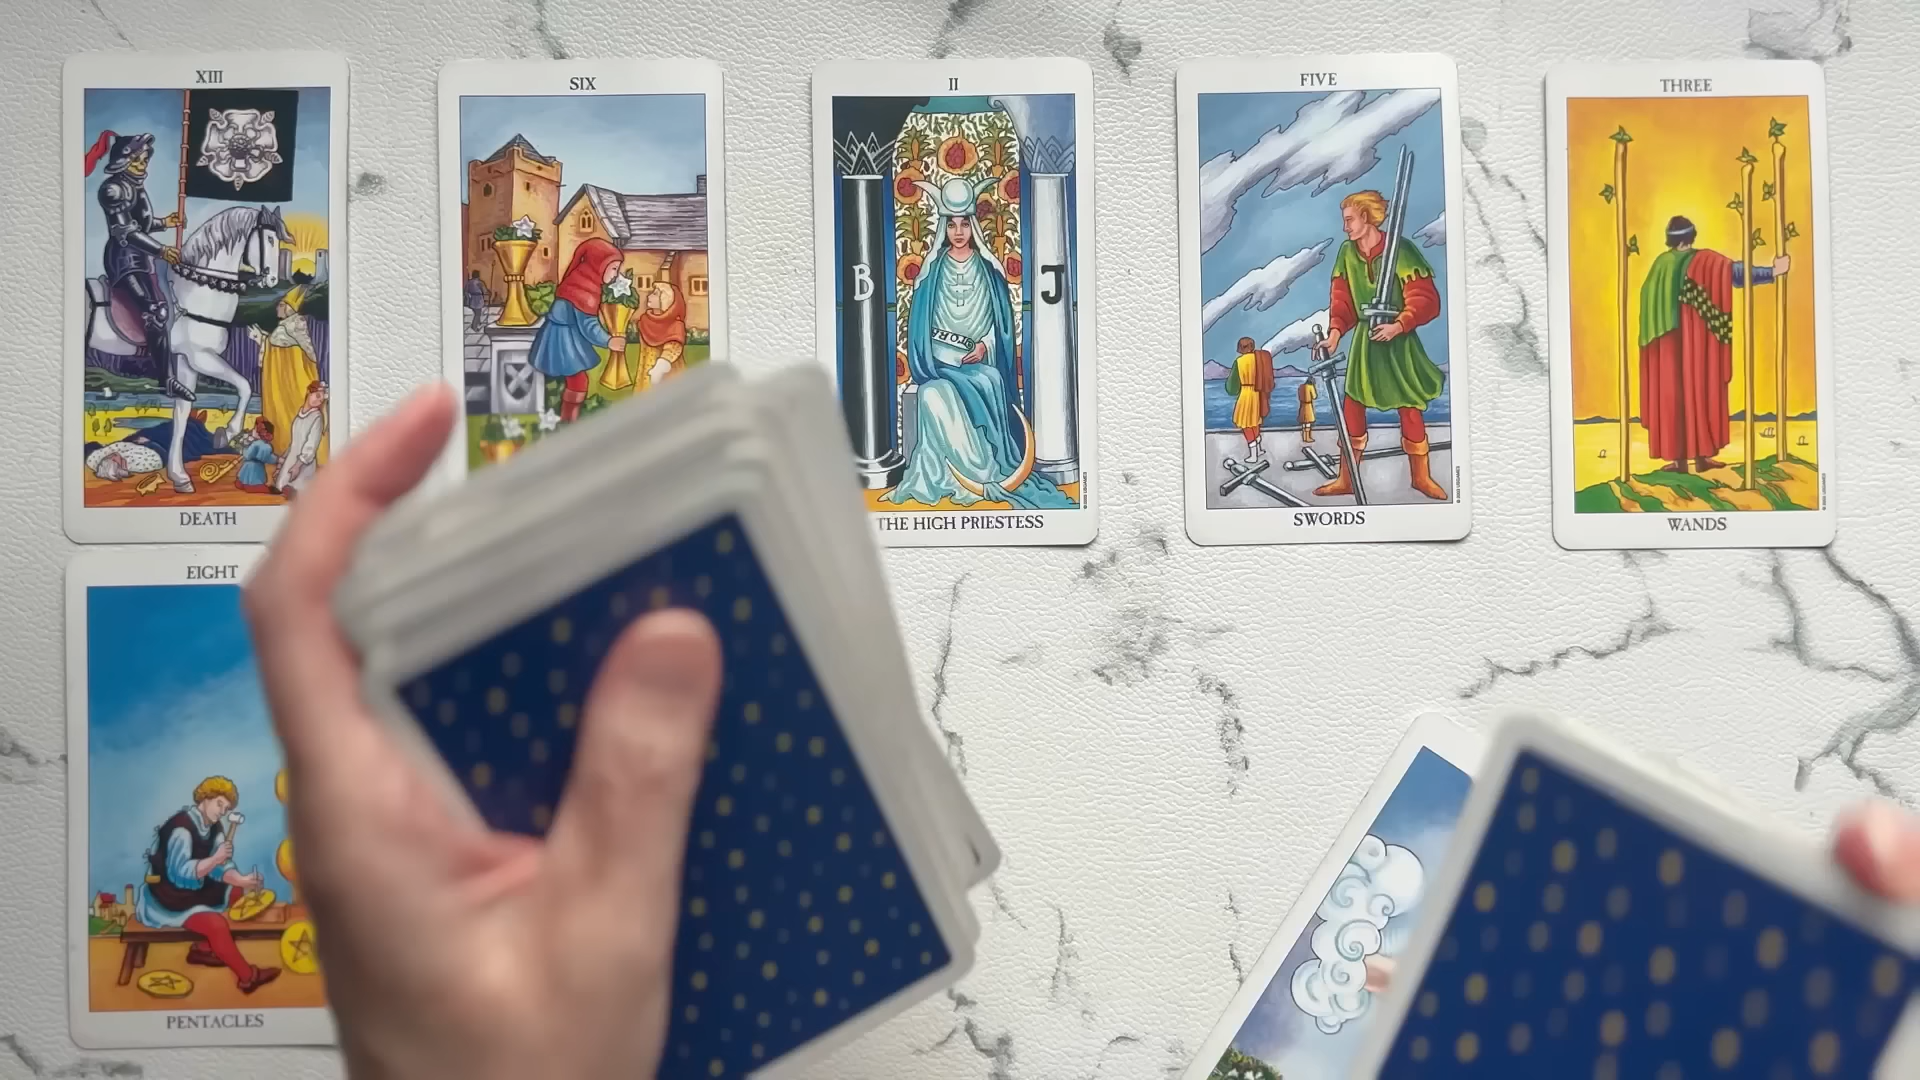 XIII
DEATH
SIX
II
B
J
THE HIGH PRIESTESS
FIVE
SWORDS
THREE
WANDS
EIGHT
PENTACLES